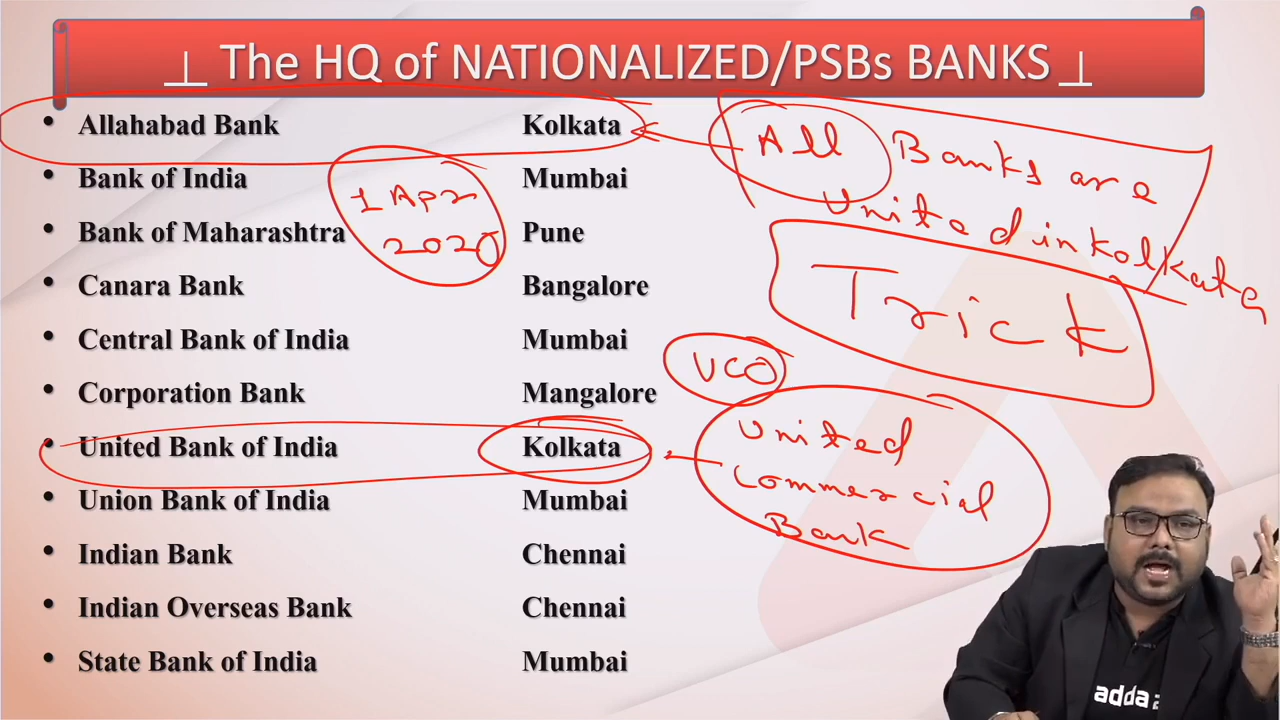 The HQ of NATIONALIZED/PSBs BANKS
• Allahabad Bank Kolkata
• Bank of India Mumbai
• Bank of Maharashtra Pune
• Canara Bank Bangalore
• Central Bank of India Mumbai
• Corporation Bank Mangalore
• United Bank of India Kolkata
• Union Bank of India Mumbai
• Indian Bank Chennai
• Indian Overseas Bank Chennai
• State Bank of India Mumbai
1 Apr
2020
All Banks are
United in Kolkata
Trick
UCO
United
Commercial
Bank
adda